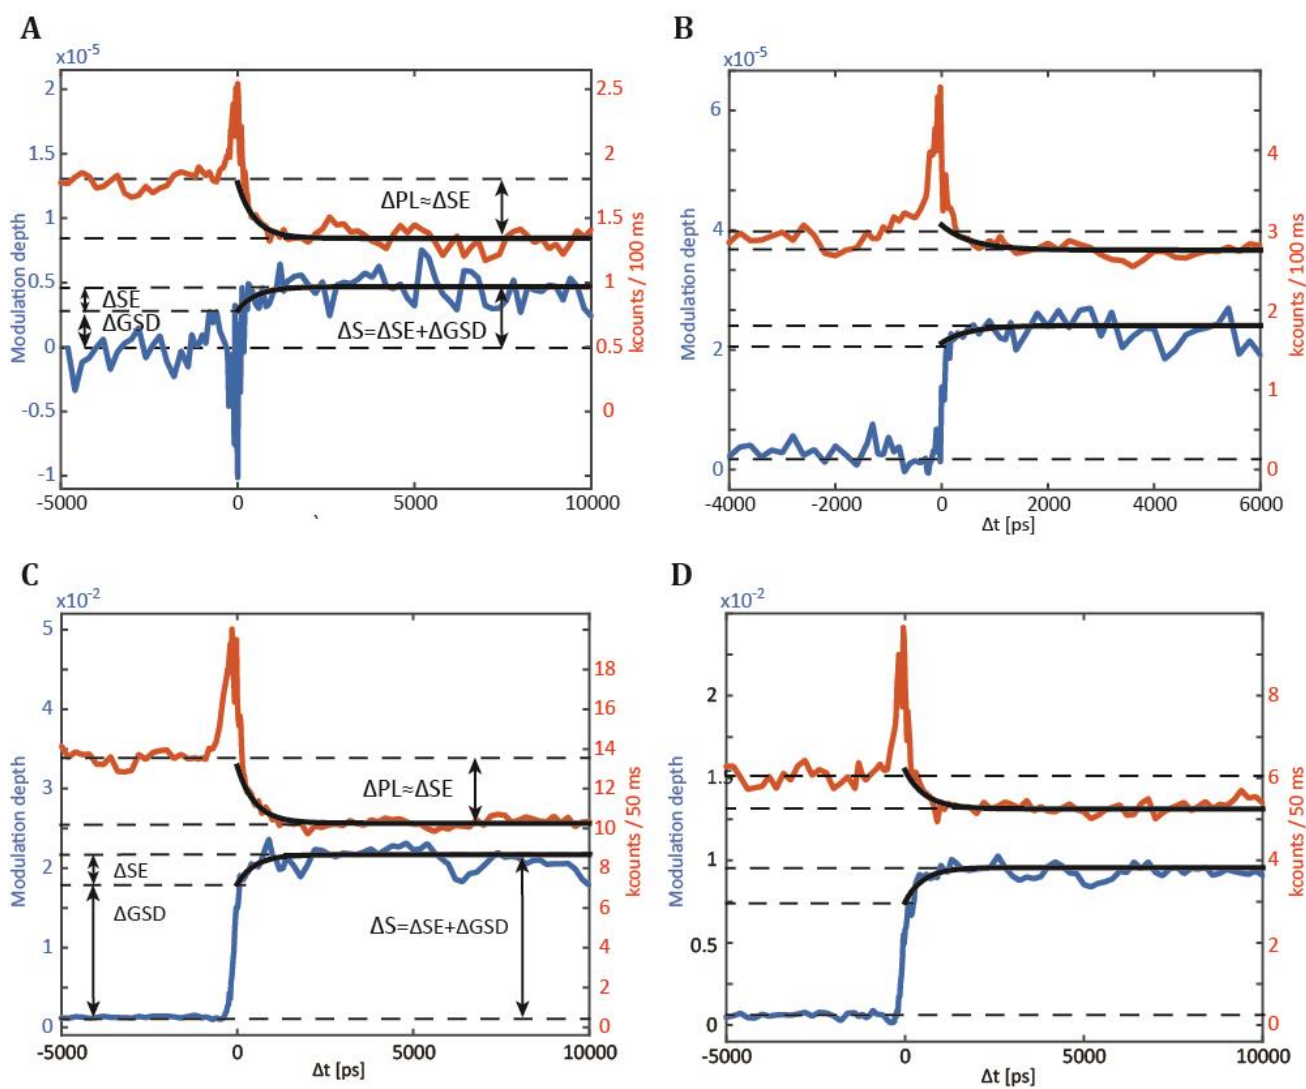 A
x10-5
2
1.5
1
0.5
0
-0.5
-1
Modulation depth
2.5
2
1.5
1
0.5
0
kcounts / 100 ms
ΔPL≈ΔSE
ΔSE
ΔGSD
ΔS=ΔSE+ΔGSD
-5000 0 5000 10000
B
x10-5
6
4
2
0
Modulation depth
4
3
2
1
0
kcounts / 100 ms
-4000 -2000 0 2000 4000 6000
Δt [ps]
C
x10-2
5
4
3
2
1
0
Modulation depth
18
16
14
12
10
8
6
4
2
0
kcounts / 50 ms
ΔPL≈ΔSE
ΔSE
ΔGSD
ΔS=ΔSE+ΔGSD
-5000 0 5000 10000
Δt [ps]
D
x10-2
2
1.5
1
0.5
0
Modulation depth
8
6
4
2
0
kcounts / 50 ms
-5000 0 5000 10000
Δt [ps]